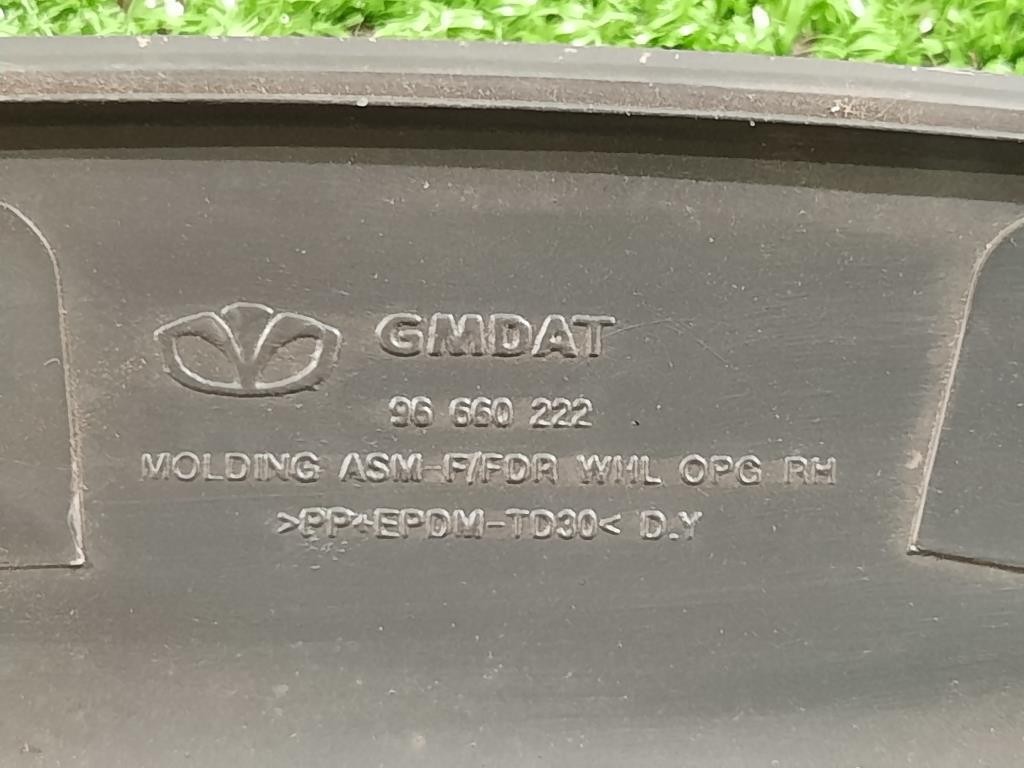 GMDAT
96 660 222
MOLDING ASM-F/FDR WHL OPG RH
>PP+EPDM-TD30< D.Y